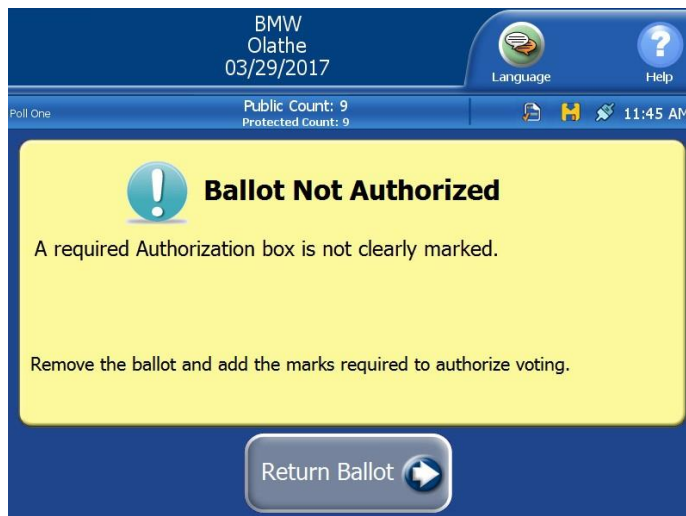 BMW
Olathe
03/29/2017
Language
Help
Poll One
Public Count: 9
Protected Count: 9
11:45 AM
Ballot Not Authorized
A required Authorization box is not clearly marked.
Remove the ballot and add the marks required to authorize voting.
Return Ballot